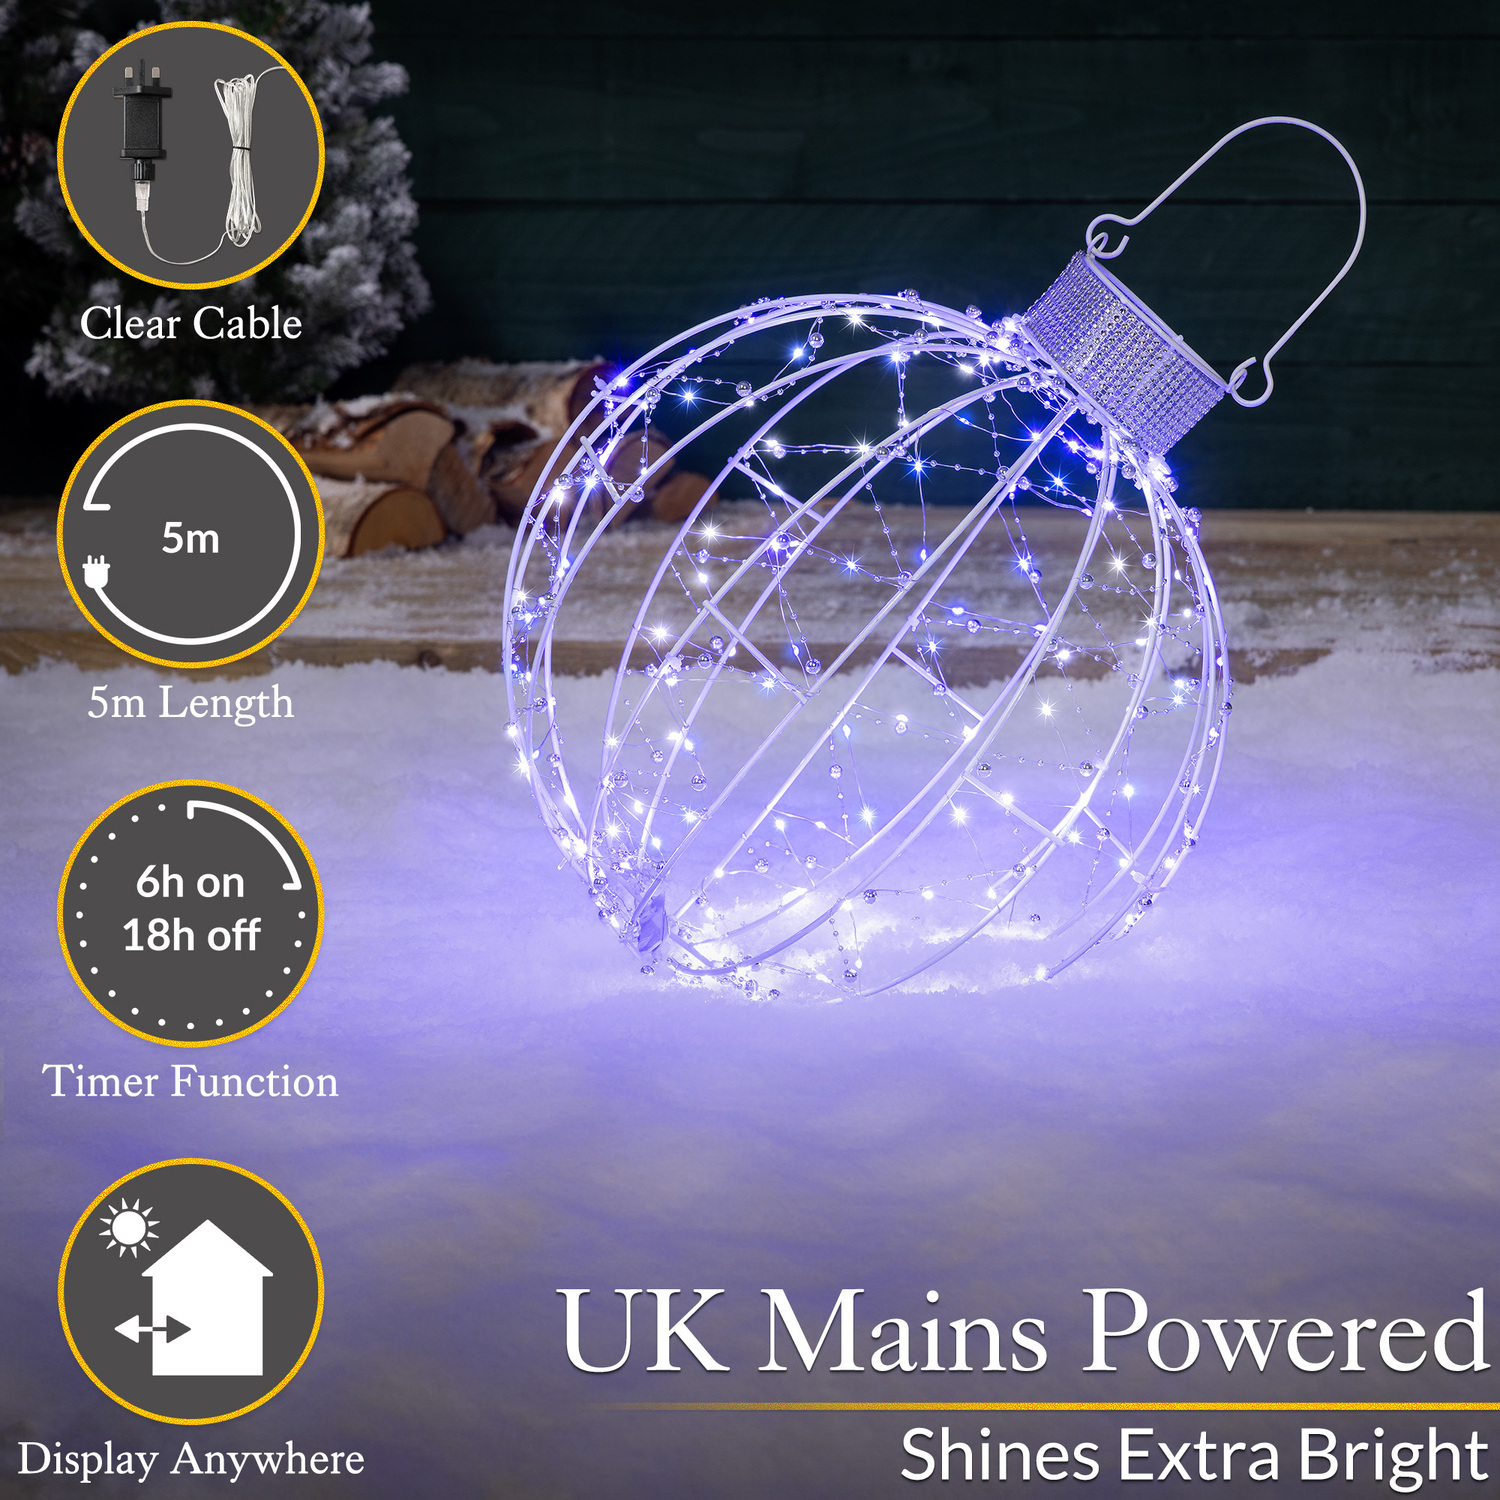 Clear Cable
5m
5m Length
6h on
18h off
Timer Function
Display Anywhere
UK Mains Powered
Shines Extra Bright